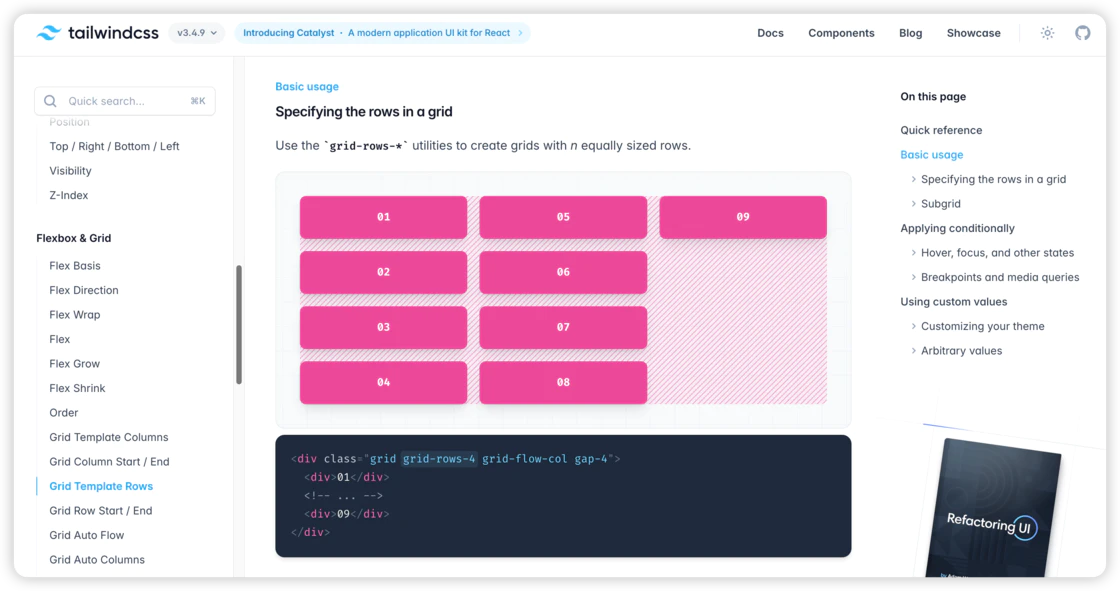 tailwindcss
v3.4.9
Introducing Catalyst · A modern application UI kit for React
Docs
Components
Blog
Showcase
Quick search...
⌘K
Position
Top / Right / Bottom / Left
Visibility
Z-Index
Flexbox & Grid
Flex Basis
Flex Direction
Flex Wrap
Flex
Flex Grow
Flex Shrink
Order
Grid Template Columns
Grid Column Start / End
Grid Template Rows
Grid Row Start / End
Grid Auto Flow
Grid Auto Columns
Basic usage
Specifying the rows in a grid
Use the `grid-rows-*` utilities to create grids with n equally sized rows.
01
05
09
02
06
03
07
04
08
<div class="grid grid-rows-4 grid-flow-col gap-4">
<div>01</div>
<!-- ... -->
<div>09</div>
</div>
On this page
Quick reference
Basic usage
Specifying the rows in a grid
Subgrid
Applying conditionally
Hover, focus, and other states
Breakpoints and media queries
Using custom values
Customizing your theme
Arbitrary values
Refactoring UI